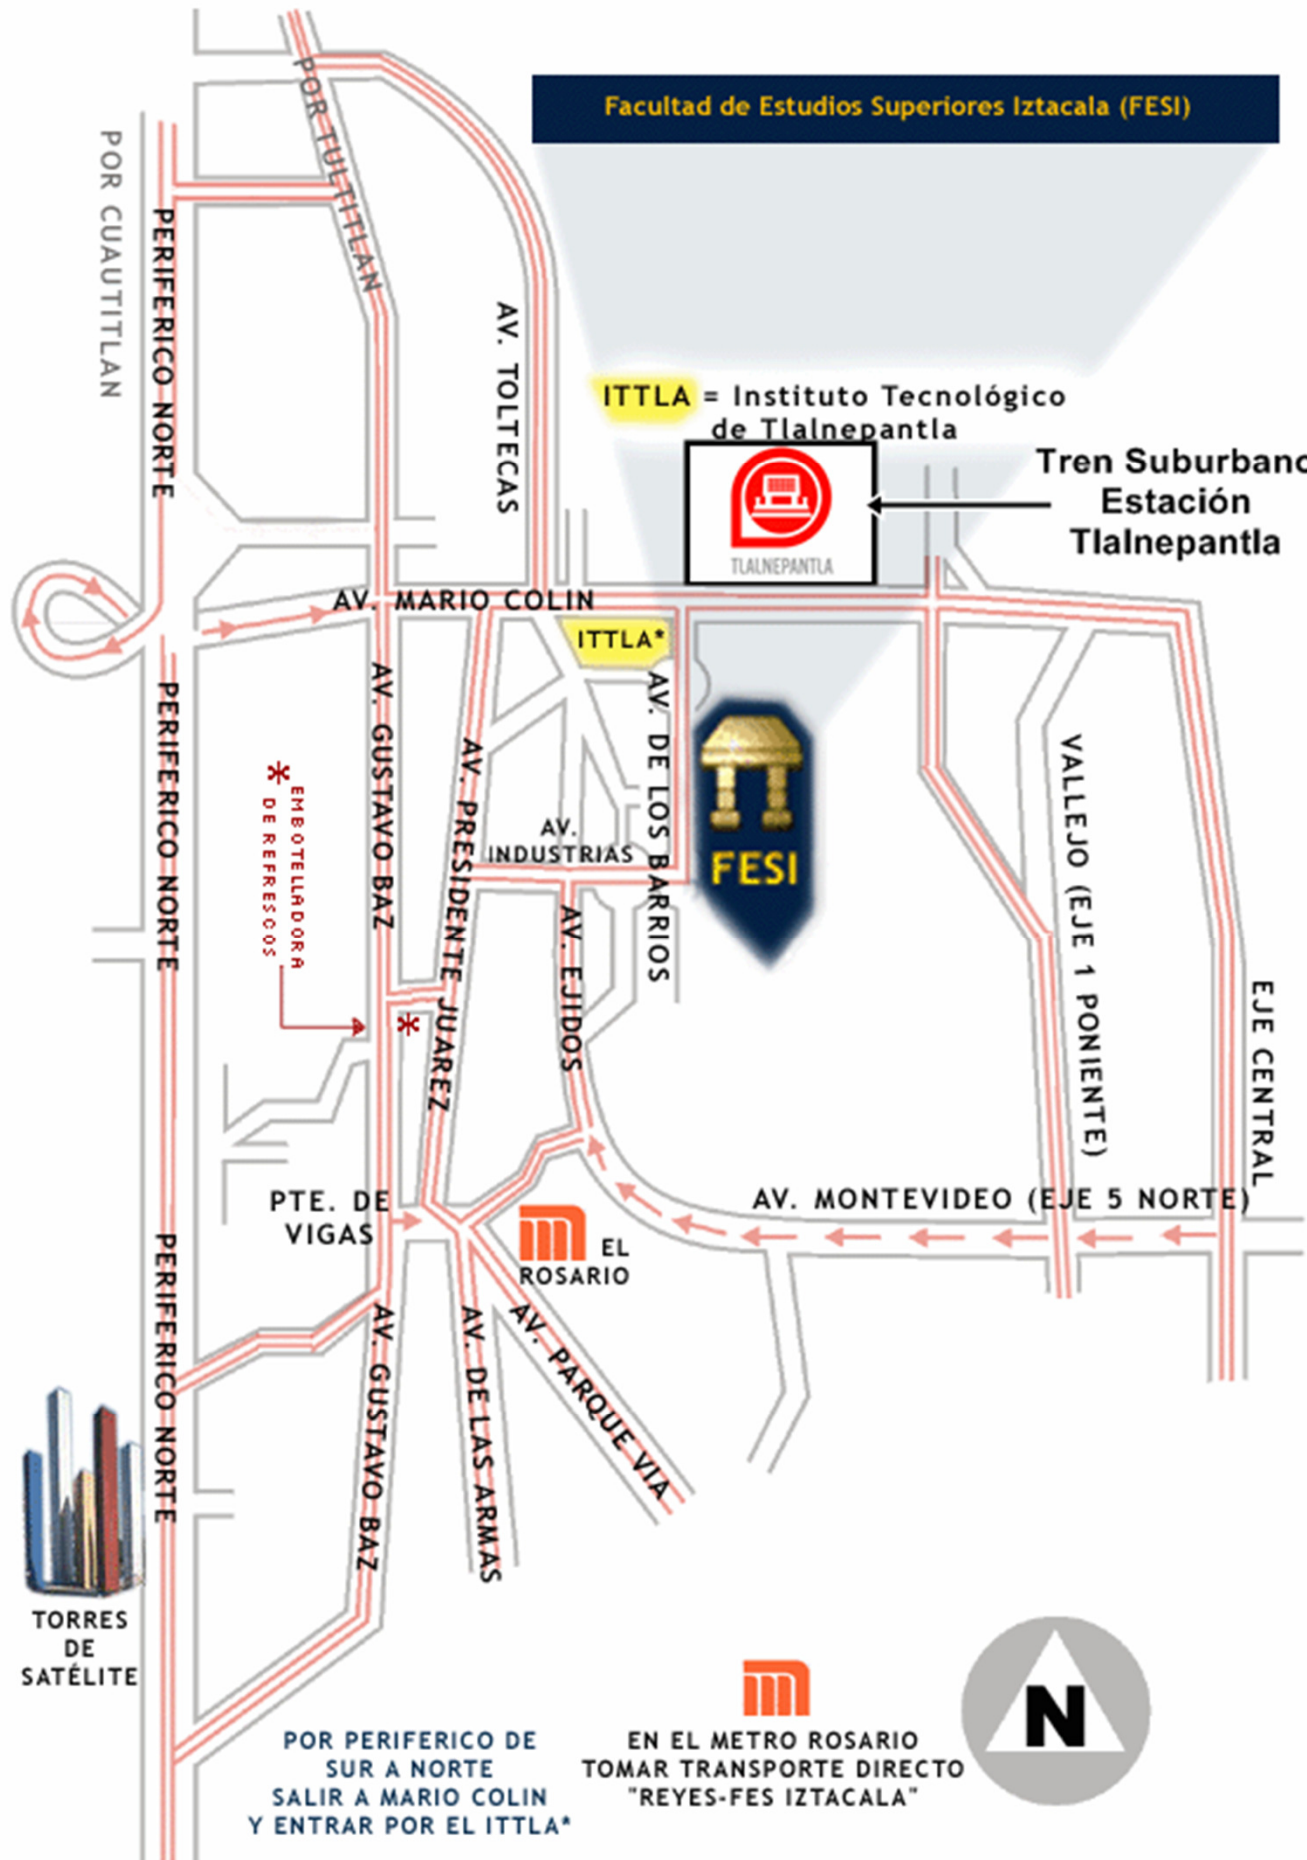 Facultad de Estudios Superiores Iztacala (FESI)
POR TULTITLAN
POR CUAUTITLAN
PERIFERICO NORTE
AV. TOLTECAS
ITTLA = Instituto Tecnológico
de Tlalnepantla
Tren Suburbano
Estación
Tlalnepantla
TLALNEPANTLA
AV. MARIO COLIN
ITTLA*
AV. GUSTAVO BAZ
AV. PRESIDENTE JUAREZ
AV. DE LOS BARRIOS
PERIFERICO NORTE
*
EMBOTELLADORA
DE REFRESCOS
AV.
INDUSTRIAS
FESI
VALLEJO (EJE 1 PONIENTE)
AV. EJIDOS
*
EJE CENTRAL
PTE. DE
VIGAS
AV. MONTEVIDEO (EJE 5 NORTE)
EL
ROSARIO
PERIFERICO NORTE
AV. GUSTAVO BAZ
AV. DE LAS ARMAS
AV. PARQUE VIA
TORRES
DE
SATÉLITE
POR PERIFERICO DE
SUR A NORTE
SALIR A MARIO COLIN
Y ENTRAR POR EL ITTLA*
EN EL METRO ROSARIO
TOMAR TRANSPORTE DIRECTO
"REYES-FES IZTACALA"
N